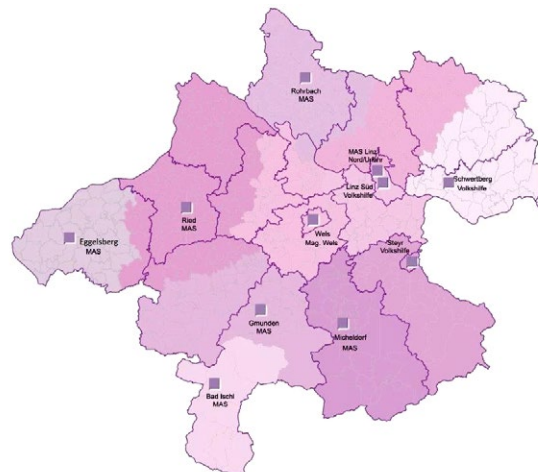 Rohrbach
MAS
MAS Linz
Nord/Urfahr
Linz Süd
Volkshilfe
Schwertberg
Volkshilfe
Ried
MAS
Wels
Mag. Wels
Eggelsberg
MAS
Steyr
Volkshilfe
Gmunden
MAS
Micheldorf
MAS
Bad Ischl
MAS